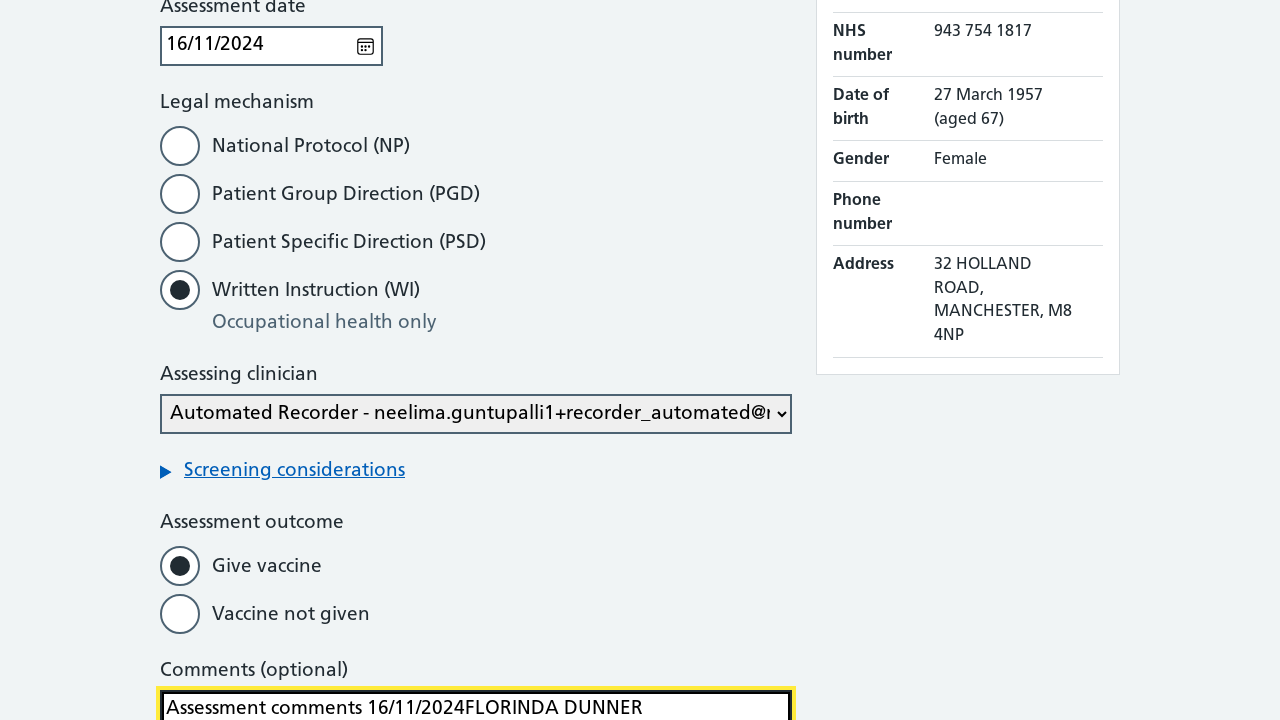 Assessment date
16/11/2024
Legal mechanism
National Protocol (NP)
Patient Group Direction (PGD)
Patient Specific Direction (PSD)
Written Instruction (WI)
Occupational health only
Assessing clinician
Automated Recorder - neelima.guntupalli1+recorder_automated@
Screening considerations
Assessment outcome
Give vaccine
Vaccine not given
Comments (optional)
Assessment comments 16/11/2024FLORINDA DUNNER
NHS number
943 754 1817
Date of birth
27 March 1957
(aged 67)
Gender
Female
Phone number
Address
32 HOLLAND
ROAD,
MANCHESTER, M8
4NP